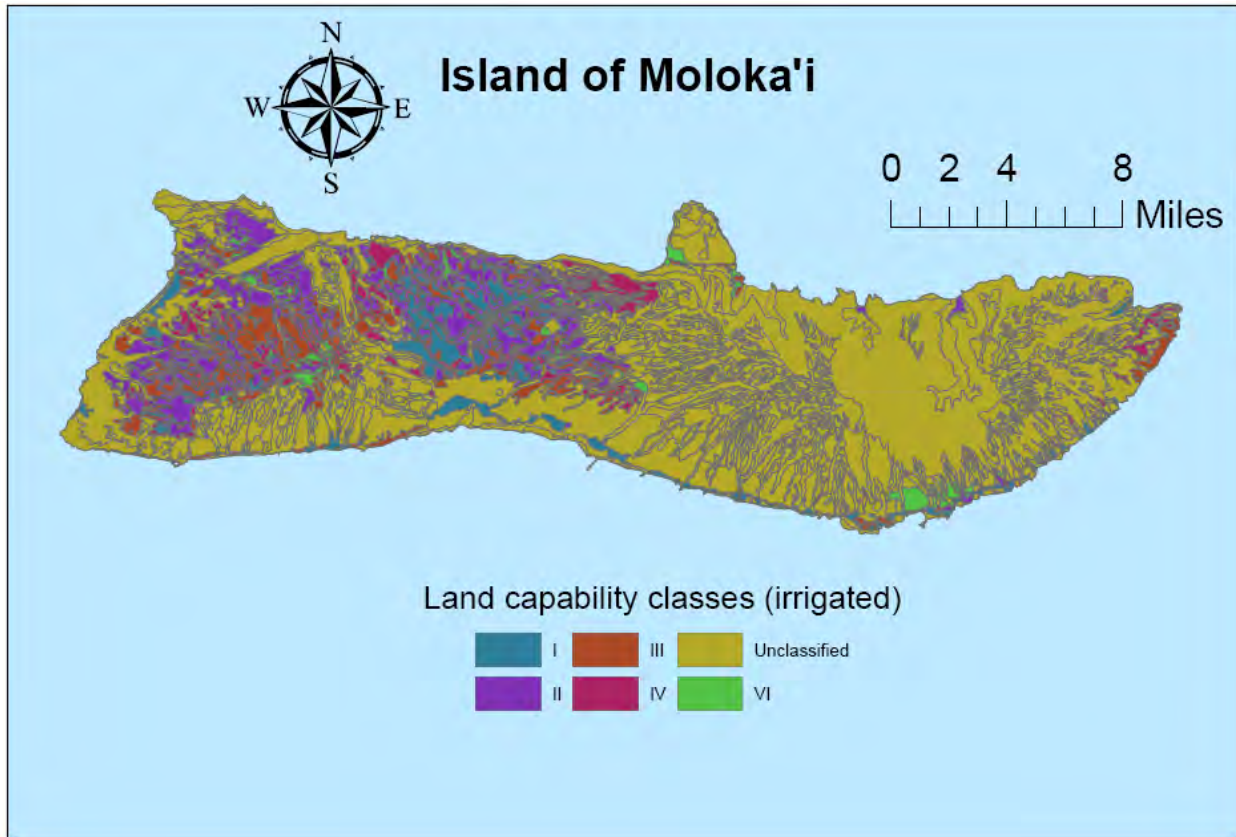 N
Island of Moloka'i
W E
S
0 2 4 8
Miles
Land capability classes (irrigated)
I III Unclassified
II IV VI